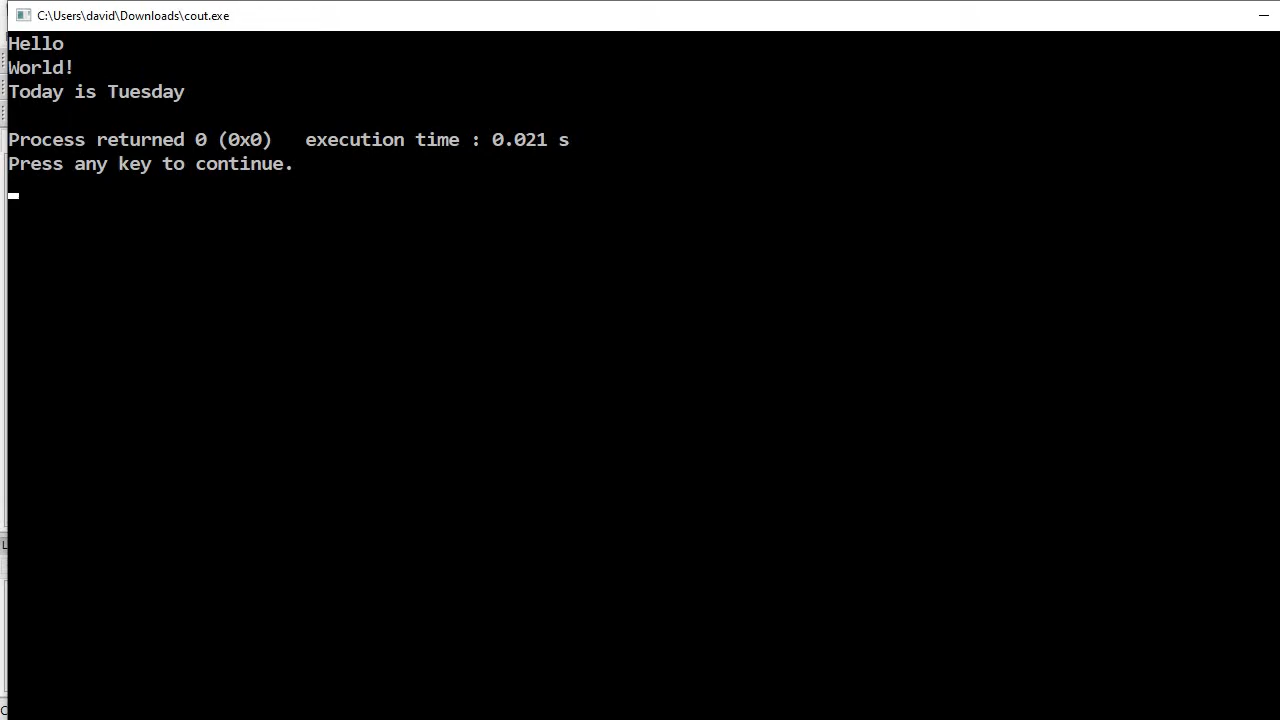 C:\Users\david\Downloads\cout.exe
Hello
World!
Today is Tuesday
Process returned 0 (0x0)   execution time : 0.021 s
Press any key to continue.